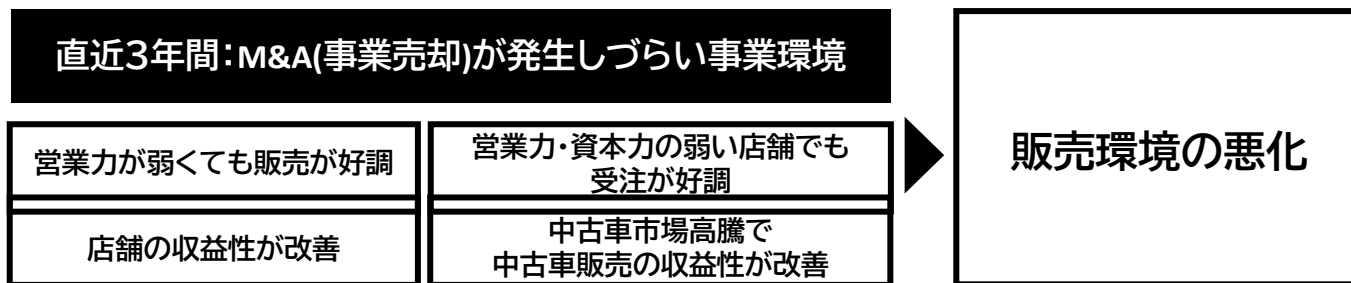 直近3年間：M&A(事業売却)が発生しづらい事業環境
営業力が弱くても販売が好調
営業力・資本力の弱い店舗でも
受注が好調
店舗の収益性が改善
中古車市場高騰で
中古車販売の収益性が改善
販売環境の悪化